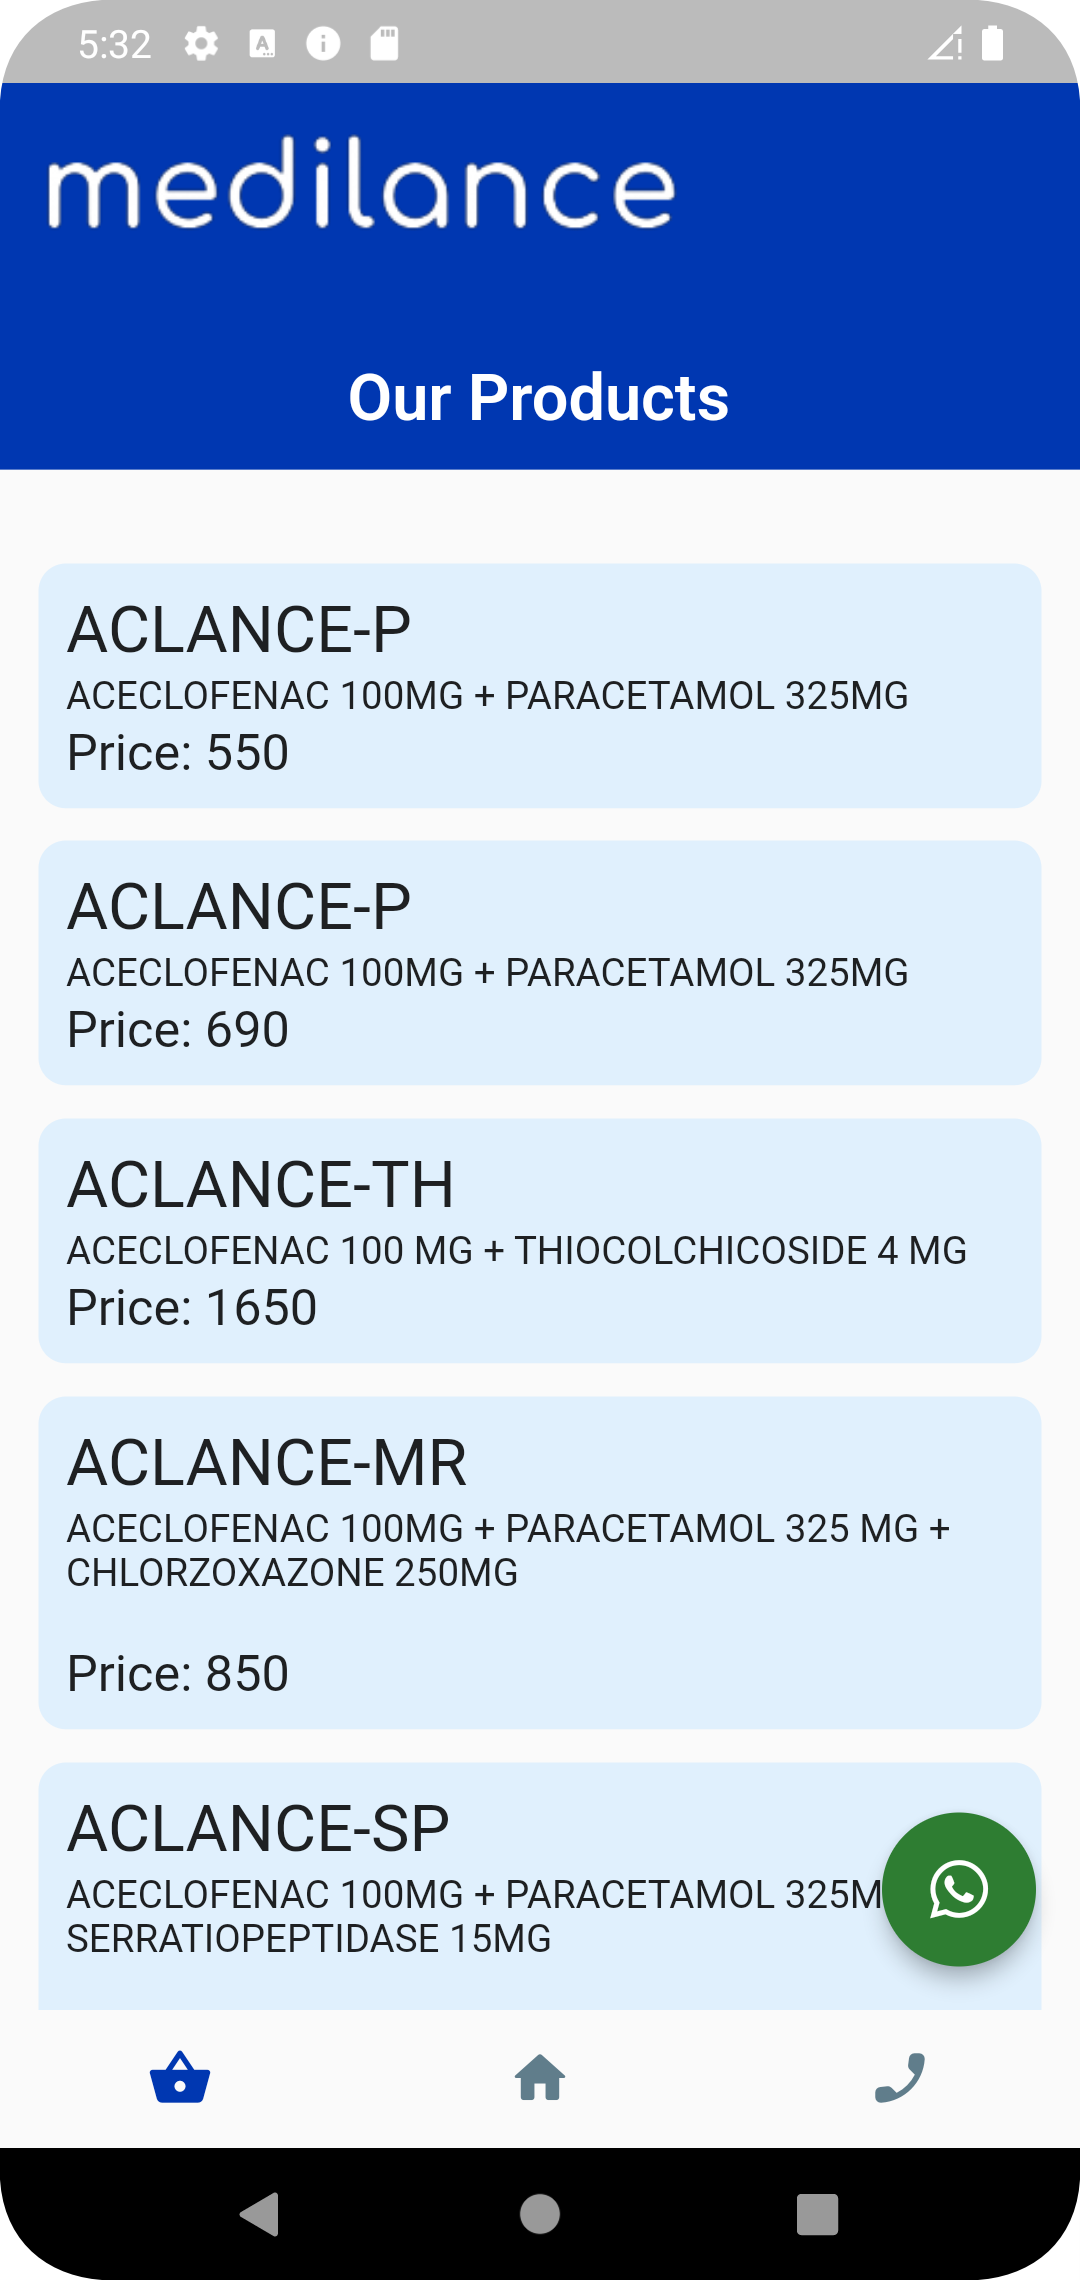 5:32
medilance
Our Products
ACLANCE-P
ACECLOFENAC 100MG + PARACETAMOL 325MG
Price: 550
ACLANCE-P
ACECLOFENAC 100MG + PARACETAMOL 325MG
Price: 690
ACLANCE-TH
ACECLOFENAC 100 MG + THIOCOLCHICOSIDE 4 MG
Price: 1650
ACLANCE-MR
ACECLOFENAC 100MG + PARACETAMOL 325 MG +
CHLORZOXAZONE 250MG
Price: 850
ACLANCE-SP
ACECLOFENAC 100MG + PARACETAMOL 325M
SERRATIOPEPTIDASE 15MG